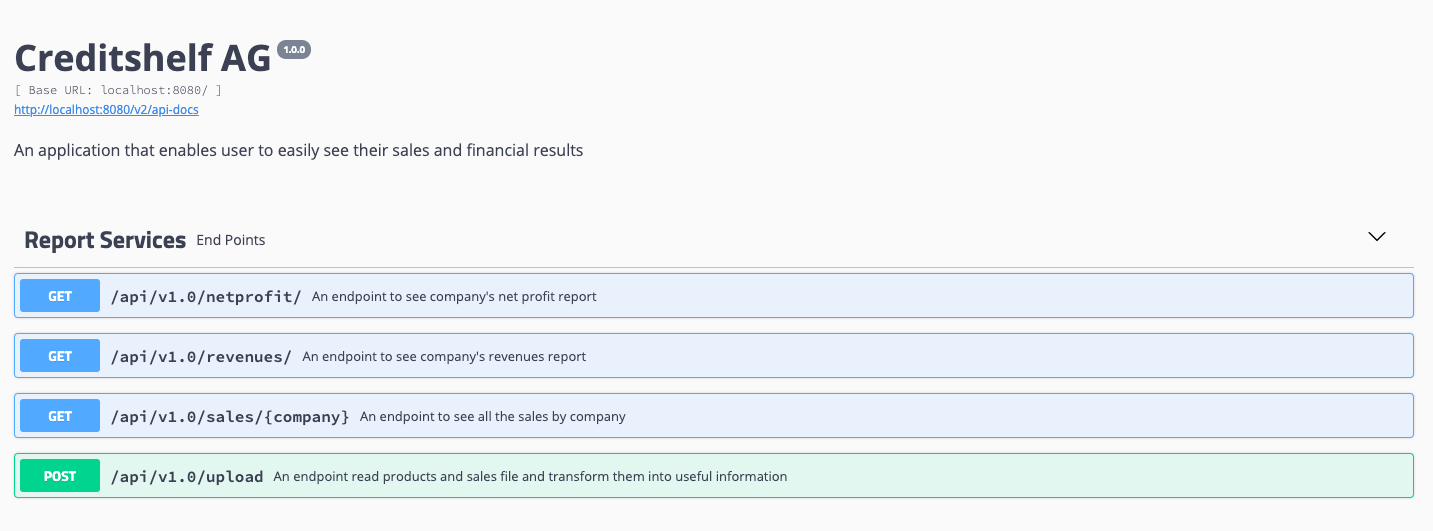 Creditshelf AG 1.0.0
[ Base URL: localhost:8080/ ]
http://localhost:8080/v2/api-docs
An application that enables user to easily see their sales and financial results
Report Services End Points
GET /api/v1.0/netprofit/ An endpoint to see company's net profit report
GET /api/v1.0/revenues/ An endpoint to see company's revenues report
GET /api/v1.0/sales/{company} An endpoint to see all the sales by company
POST /api/v1.0/upload An endpoint read products and sales file and transform them into useful information